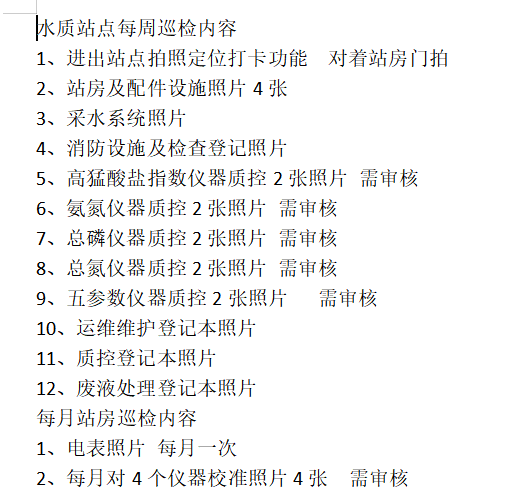 水质站点每周巡检内容
1、进出站点拍照定位打卡功能 对着站房门拍
2、站房及配件设施照片 4 张
3、采水系统照片
4、消防设施及检查登记照片
5、高猛酸盐指数仪器质控 2 张照片 需审核
6、氨氮仪器质控 2 张照片 需审核
7、总磷仪器质控 2 张照片 需审核
8、总氮仪器质控 2 张照片 需审核
9、五参数仪器质控 2 张照片 需审核
10、运维维护登记本照片
11、质控登记本照片
12、废液处理登记本照片
每月站房巡检内容
1、电表照片 每月一次
2、每月对 4 个仪器校准照片 4 张 需审核